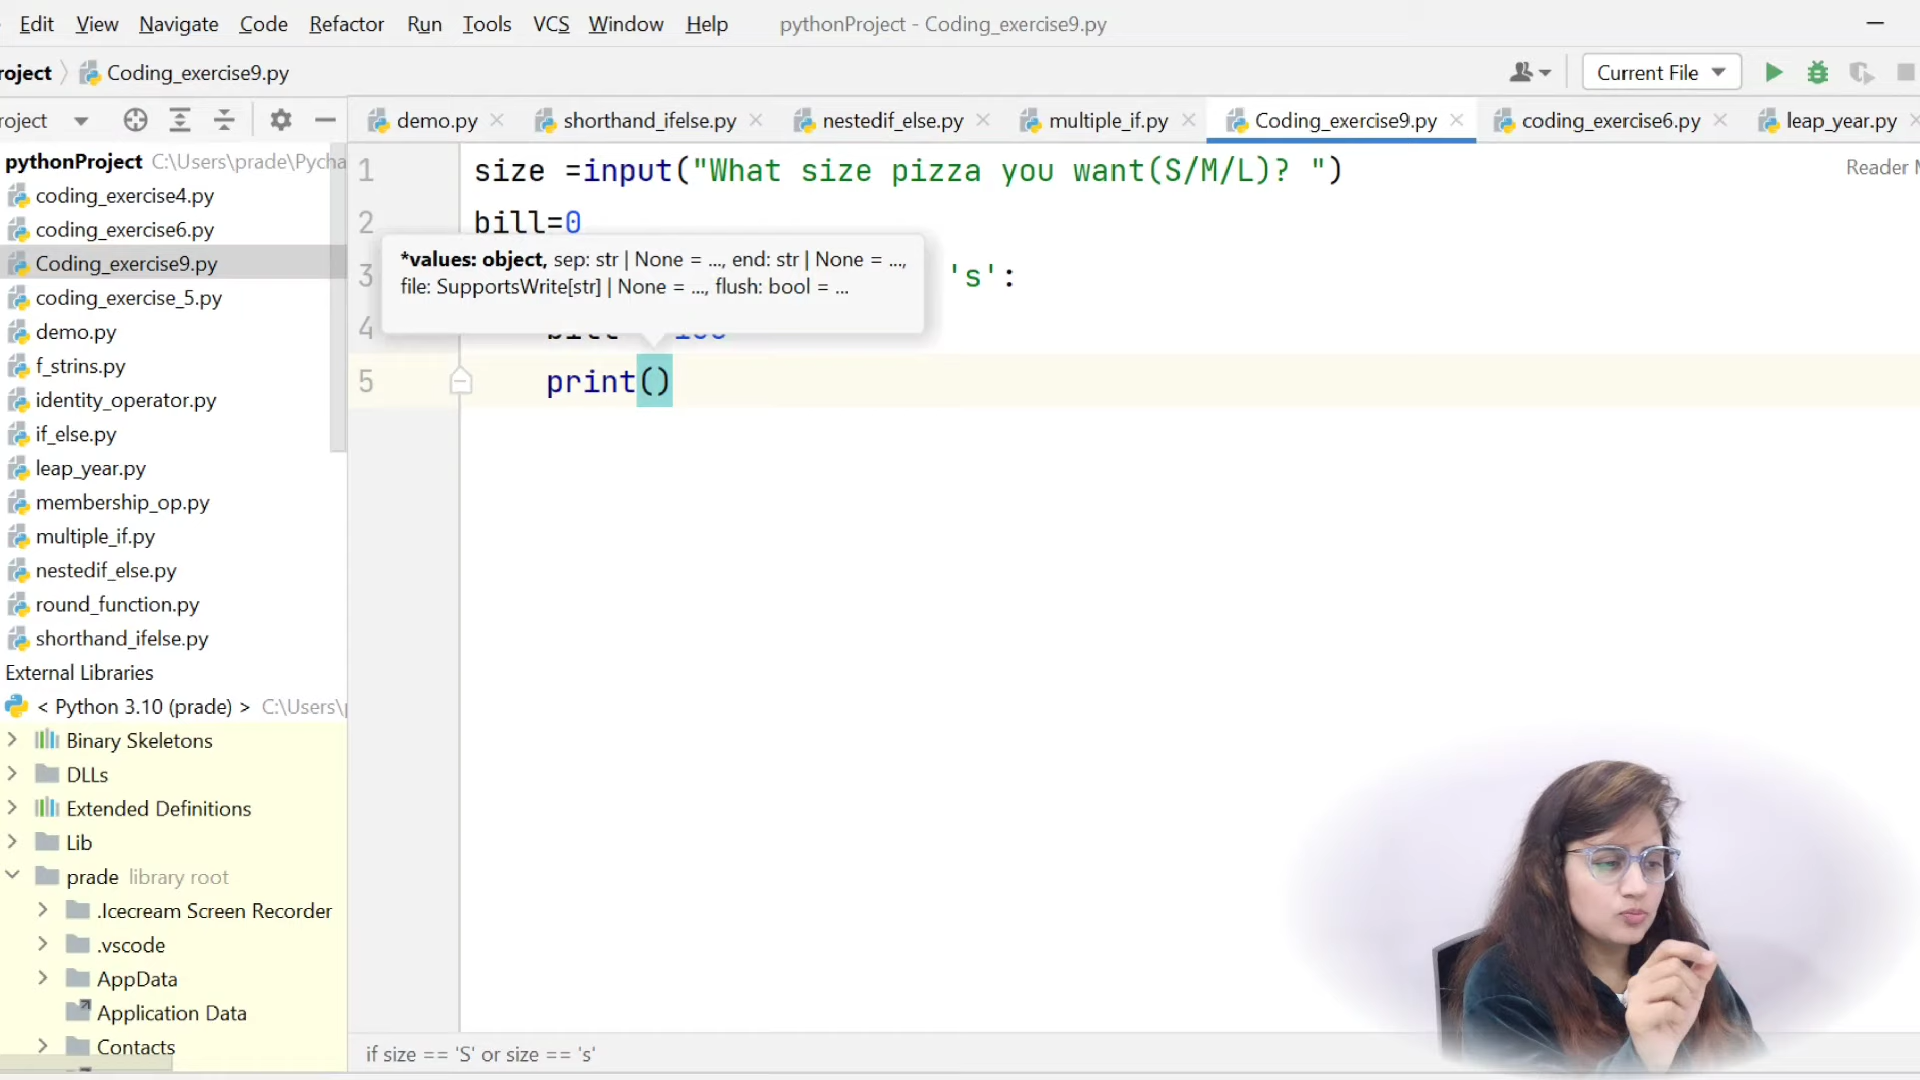 Edit View Navigate Code Refactor Run Tools VCS Window Help pythonProject - Coding_exercise9.py
roject Coding_exercise9.py Current File
roject demo.py shorthand_ifelse.py nestedif_else.py multiple_if.py Coding_exercise9.py coding_exercise6.py leap_year.py
pythonProject C:\Users\prade\Pycha
coding_exercise4.py
coding_exercise6.py
Coding_exercise9.py
coding_exercise_5.py
demo.py
f_strins.py
identity_operator.py
if_else.py
leap_year.py
membership_op.py
multiple_if.py
nestedif_else.py
round_function.py
shorthand_ifelse.py
External Libraries
< Python 3.10 (prade) > C:\Users\
Binary Skeletons
DLLs
Extended Definitions
Lib
prade library root
.Icecream Screen Recorder
.vscode
AppData
Application Data
Contacts
Reader
1 size =input("What size pizza you want(S/M/L)? ")
2 bill=0
*values: object, sep: str | None = ..., end: str | None = ...,
file: SupportsWrite[str] | None = ..., flush: bool = ...
3 's':
4
5 print()
if size == 'S' or size == 's'